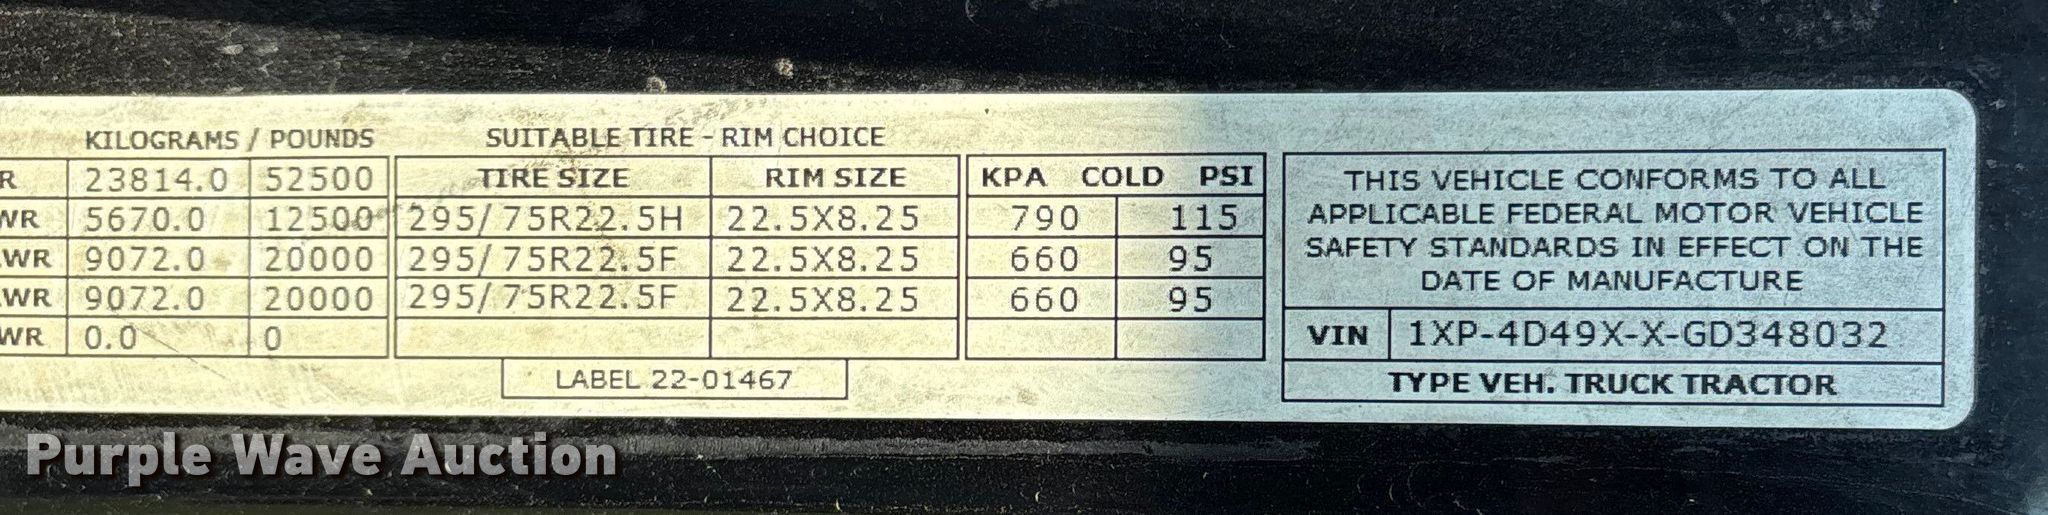 KILOGRAMS / POUNDS SUITABLE TIRE - RIM CHOICE
R 23814.0 52500 TIRE SIZE RIM SIZE KPA COLD PSI
WR 5670.0 12500 295/75R22.5H 22.5X8.25 790 115
WR 9072.0 20000 295/75R22.5F 22.5X8.25 660 95
WR 9072.0 20000 295/75R22.5F 22.5X8.25 660 95
WR 0.0 0
LABEL 22-01467
THIS VEHICLE CONFORMS TO ALL
APPLICABLE FEDERAL MOTOR VEHICLE
SAFETY STANDARDS IN EFFECT ON THE
DATE OF MANUFACTURE
VIN 1XP-4D49X-X-GD348032
TYPE VEH. TRUCK TRACTOR
Purple Wave Auction